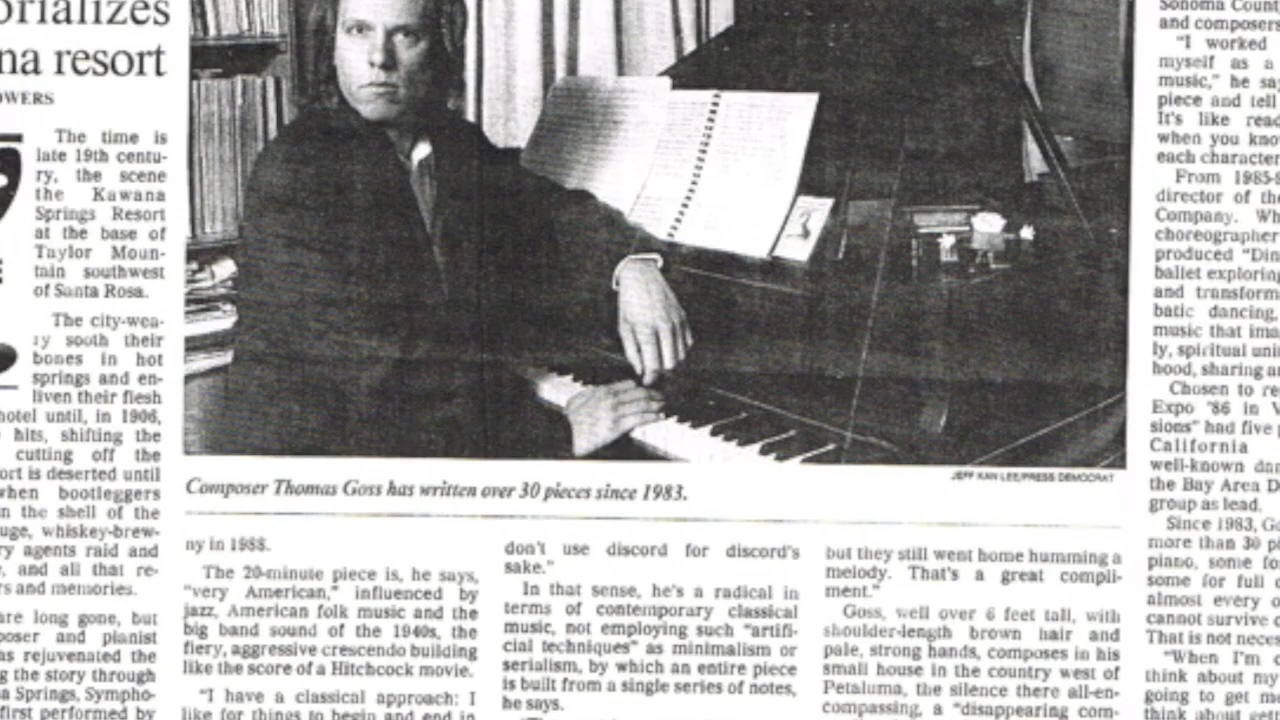 orializes
na resort
OWERS
The time is
late 19th centu-
ry, the scene
the Kawana
Springs Resort
at the base of
Taylor Moun-
tain southwest
of Santa Rosa.
The city-wea-
ry sooth their
bones in hot
springs and en-
liven their flesh
hotel until, in 1906,
hits, shifting the
cutting off the
ort is deserted until
when bootleggers
n the shell of the
uge, whiskey-brew-
ry agents raid and
, and all that re-
rs and memories.
are long gone, but
poser and pianist
as rejuvenated the
g the story through
a Springs, Sympho-
first performed by
JEFF KAN LEE/PRESS DEMOCRAT
Composer Thomas Goss has written over 30 pieces since 1983.
ny in 1988.
The 20-minute piece is, he says,
"very American," influenced by
jazz, American folk music and the
big band sound of the 1940s, the
fiery, aggressive crescendo building
like the score of a Hitchcock movie.
"I have a classical approach: I
like for things to begin and end in
don't use discord for discord's
sake."
In that sense, he's a radical in
terms of contemporary classical
music, not employing such "artifi-
cial techniques" as minimalism or
serialism, by which an entire piece
is built from a single series of notes,
he says.
but they still went home humming a
melody. That's a great compli-
ment."
Goss, well over 6 feet tall, with
shoulder-length brown hair and
pale, strong hands, composes in his
small house in the country west of
Petaluma, the silence there all-en-
compassing, a "disappearing com-
Sonoma Count
and composers
"I worked
myself as a
music," he sa
piece and tell
It's like read
when you kno
each character
From 1985-8
director of the
Company. Wh
choreographer
produced "Din
ballet explorin
and transform
batic dancing,
music that ima
ly, spiritual uni
hood, sharing a
Chosen to re
Expo '86 in V
sions" had five p
California
well-known dan
the Bay Area D
group as lead.
Since 1983, Go
more than 30 pi
piano, some fo
some for full o
almost every o
cannot survive o
That is not neces
"When I'm c
think about my
going to get me
think about gett